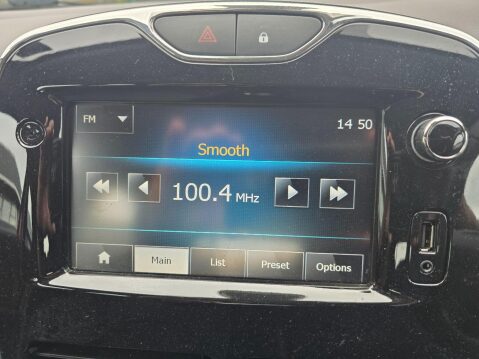 FM
14 50
Smooth
100.4 MHz
Main List Preset Options